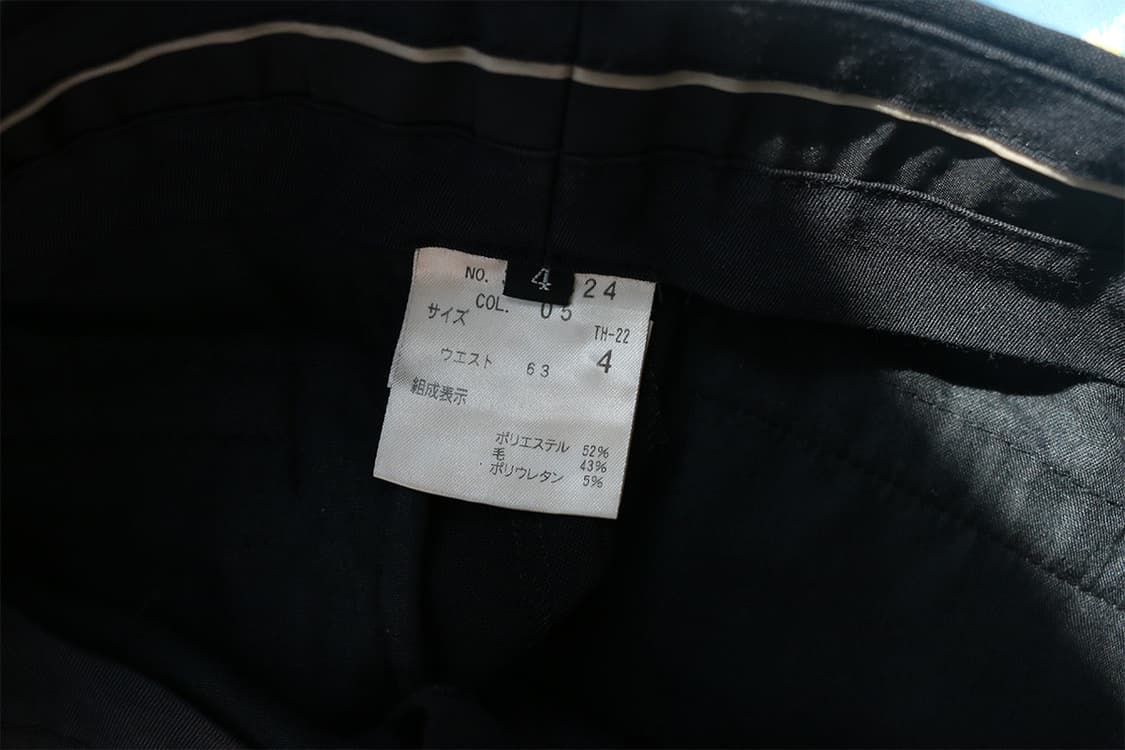 NO. 24
4
COL. 05
サイズ
TH-22
ウエスト 63 4
組成表示
ポリエステル 52%
毛 43%
ポリウレタン 5%